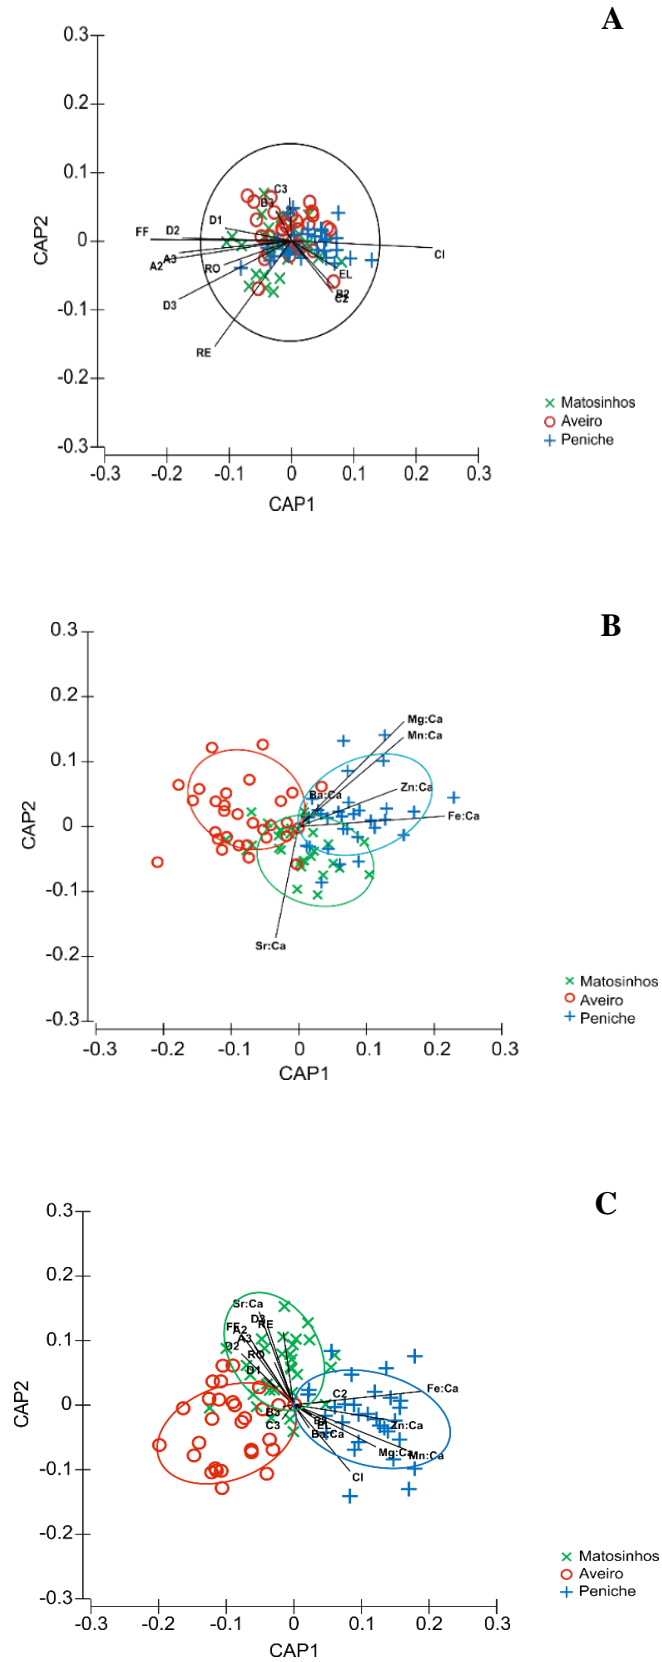 A
0.3
0.2
0.1
0
-0.1
-0.2
-0.3
CAP2
C3
B3
D1
D2
FF
A3
A2
RO
D3
RE
EL
B2
C2
CI
-0.3 -0.2 -0.1 0 0.1 0.2 0.3
CAP1
Matosinhos
Aveiro
Peniche
B
0.3
0.2
0.1
0
-0.1
-0.2
-0.3
CAP2
Mg:Ca
Mn:Ca
Zn:Ca
Ba:Ca
Fe:Ca
Sr:Ca
-0.3 -0.2 -0.1 0 0.1 0.2 0.3
CAP1
Matosinhos
Aveiro
Peniche
C
0.3
0.2
0.1
0
-0.1
-0.2
-0.3
CAP2
Sr:Ca
D3
RE
FF
A2
A3
D2
RO
D1
C2
Fe:Ca
B3
C3
EL
Ba:Ca
Zn:Ca
Mg:Ca
Mn:Ca
CI
-0.3 -0.2 -0.1 0 0.1 0.2 0.3
CAP1
Matosinhos
Aveiro
Peniche